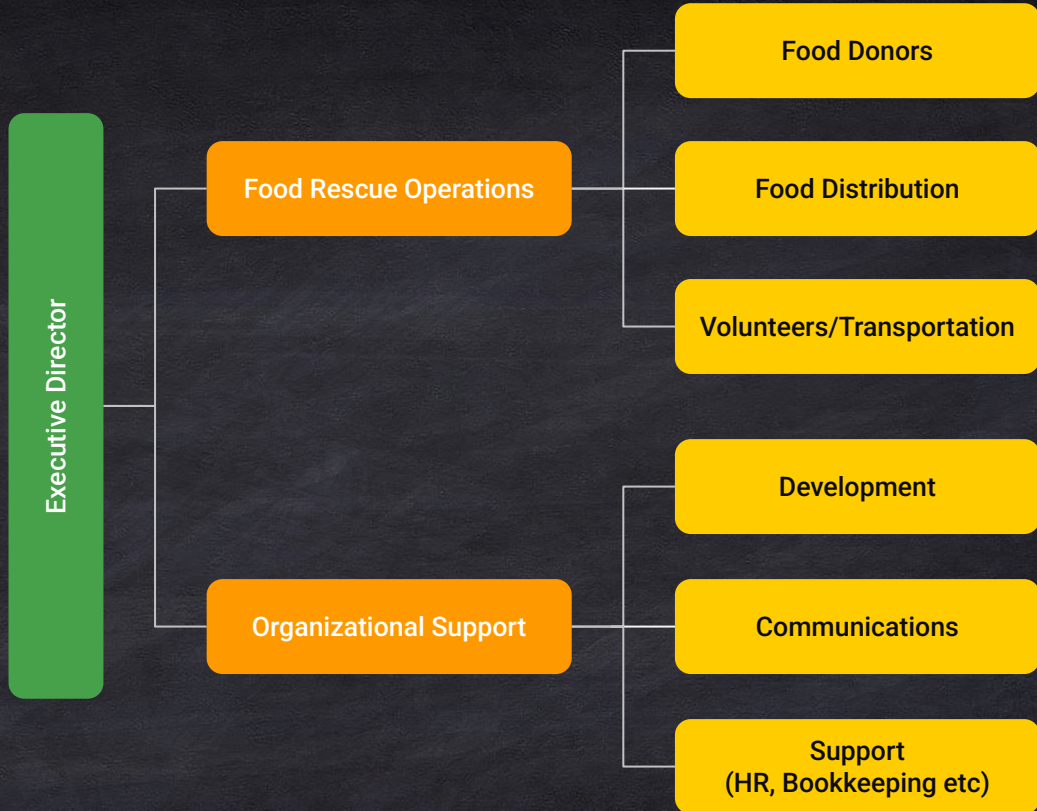 Executive Director
Food Rescue Operations
Food Donors
Food Distribution
Volunteers/Transportation
Organizational Support
Development
Communications
Support
(HR, Bookkeeping etc)